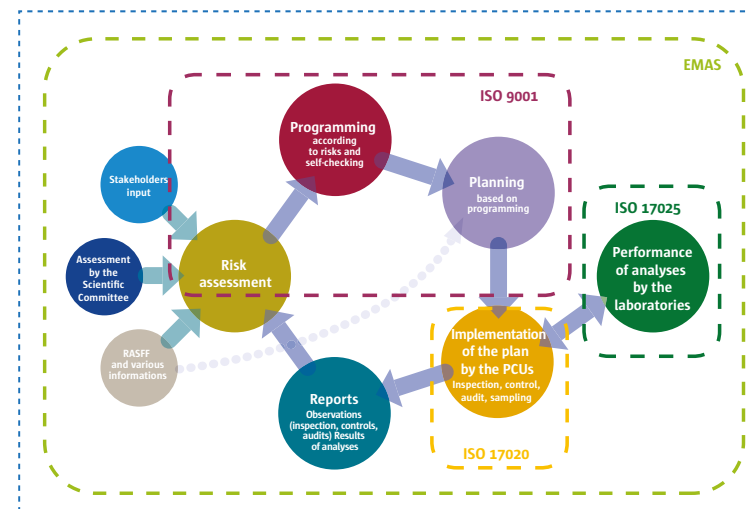 EMAS
ISO 9001
Programming
according
to risks and
self-checking
Stakeholders
input
Planning
based on
programming
ISO 17025
Assessment
by the
Scientific
Committee
Risk
assessment
Performance
of analyses
by the
laboratories
RASFF
and various
informations
Implementation
of the plan
by the PCUs
Inspection, control,
audit, sampling
Reports
Observations
(inspection, controls,
audits) Results
of analyses
ISO 17020